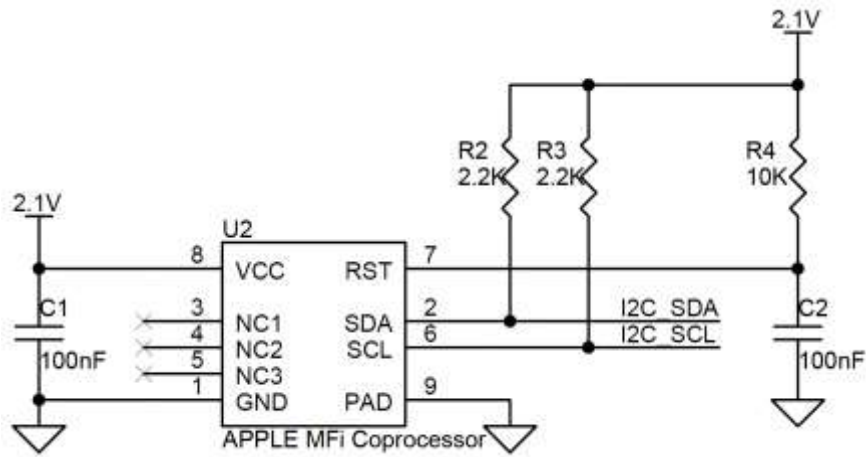 2.1V
R2
2.2K
R3
2.2K
R4
10K
2.1V
U2
8
VCC
RST
7
C1
100nF
3
NC1
SDA
2
I2C_SDA
4
NC2
SCL
6
I2C_SCL
C2
100nF
5
NC3
1
GND
PAD
9
APPLE MFi Coprocessor